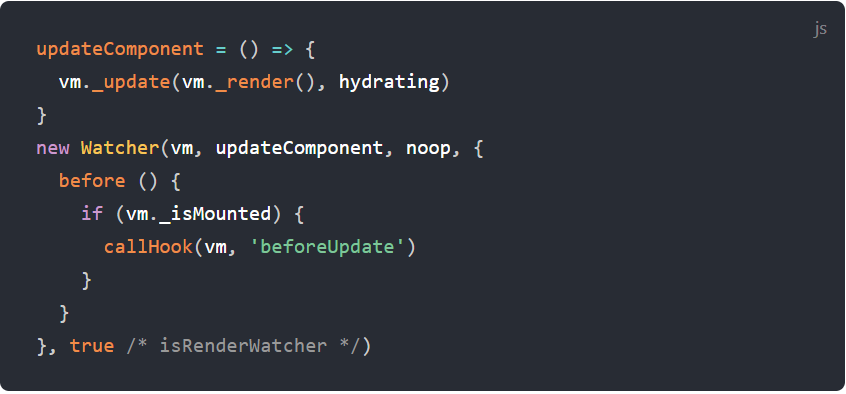 js
updateComponent = () => {
  vm._update(vm._render(), hydrating)
}
new Watcher(vm, updateComponent, noop, {
  before () {
    if (vm._isMounted) {
      callHook(vm, 'beforeUpdate')
    }
  }
}, true /* isRenderWatcher */)